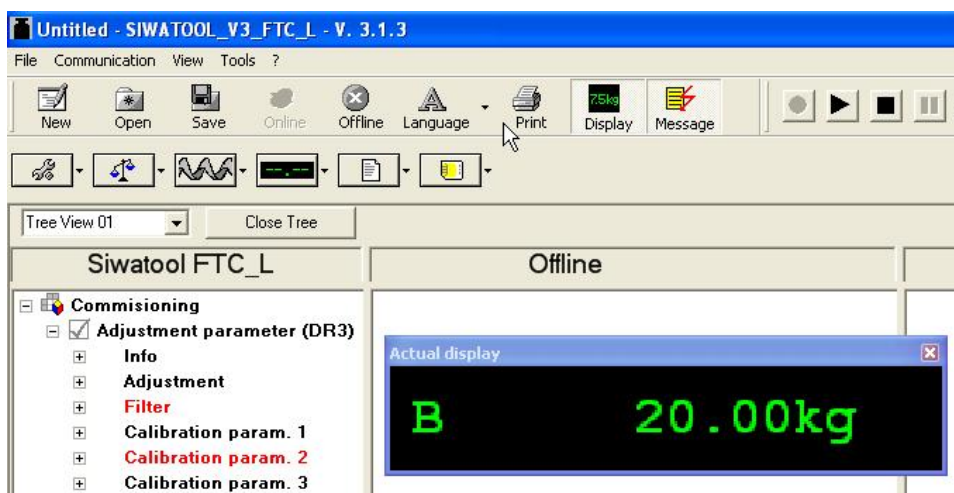 Untitled - SIWATOOL_V3_FTC_L - V. 3.1.3
File Communication View Tools ?
New Open Save Online Offline Language Print 7.5kg Display Message
--.--
Tree View 01 Close Tree
Siwatool FTC_L Offline
Commisioning
Adjustment parameter (DR3)
Info
Adjustment
Filter
Calibration param. 1
Calibration param. 2
Calibration param. 3
Actual display
B 20.00kg